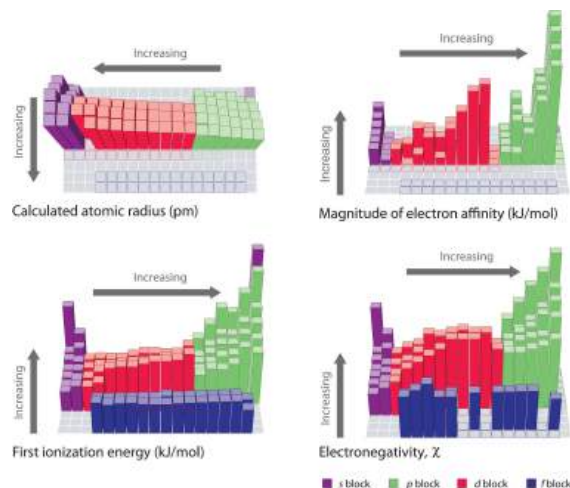 Increasing
Increasing
Calculated atomic radius (pm)
Increasing
Increasing
Magnitude of electron affinity (kJ/mol)
Increasing
Increasing
First ionization energy (kJ/mol)
Increasing
Increasing
Electronegativity, χ
s block
p block
d block
f block